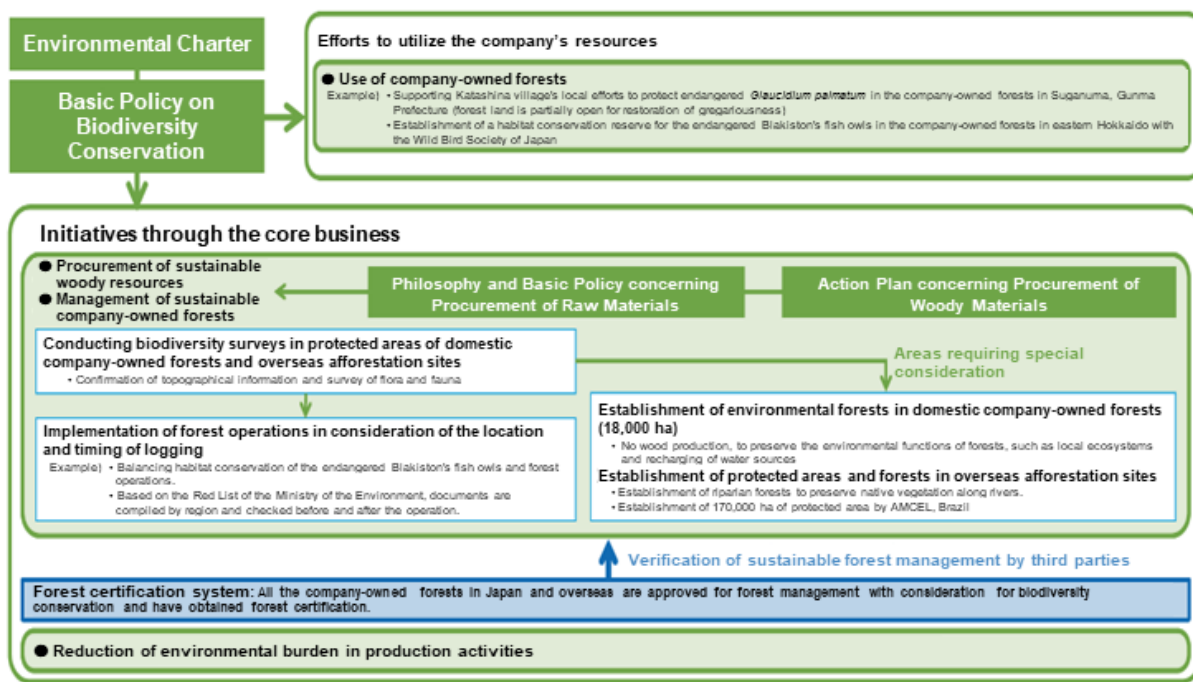 Environmental Charter
Basic Policy on
Biodiversity
Conservation
Efforts to utilize the company's resources
● Use of company-owned forests
Example) • Supporting Katashina village's local efforts to protect endangered Glaucidium palmatum in the company-owned forests in Suganuma, Gunma
Prefecture (forest land is partially open for restoration of gregariousness)
• Establishment of a habitat conservation reserve for the endangered Blakiston's fish owls in the company-owned forests in eastern Hokkaido with
the Wild Bird Society of Japan
Initiatives through the core business
● Procurement of sustainable
woody resources
● Management of sustainable
company-owned forests
Philosophy and Basic Policy concerning
Procurement of Raw Materials
Action Plan concerning Procurement of
Woody Materials
Conducting biodiversity surveys in protected areas of domestic
company-owned forests and overseas afforestation sites
• Confirmation of topographical information and survey of flora and fauna
Areas requiring special
consideration
Implementation of forest operations in consideration of the location
and timing of logging
Example) • Balancing habitat conservation of the endangered Blakiston's fish owls and forest
operations.
• Based on the Red List of the Ministry of the Environment, documents are
compiled by region and checked before and after the operation.
Establishment of environmental forests in domestic company-owned forests
(18,000 ha)
• No wood production, to preserve the environmental functions of forests, such as local ecosystems
and recharging of water sources
Establishment of protected areas and forests in overseas afforestation sites
• Establishment of riparian forests to preserve native vegetation along rivers.
• Establishment of 170,000 ha of protected area by AMCEL, Brazil
Verification of sustainable forest management by third parties
Forest certification system: All the company-owned forests in Japan and overseas are approved for forest management with consideration for biodiversity
conservation and have obtained forest certification.
● Reduction of environmental burden in production activities